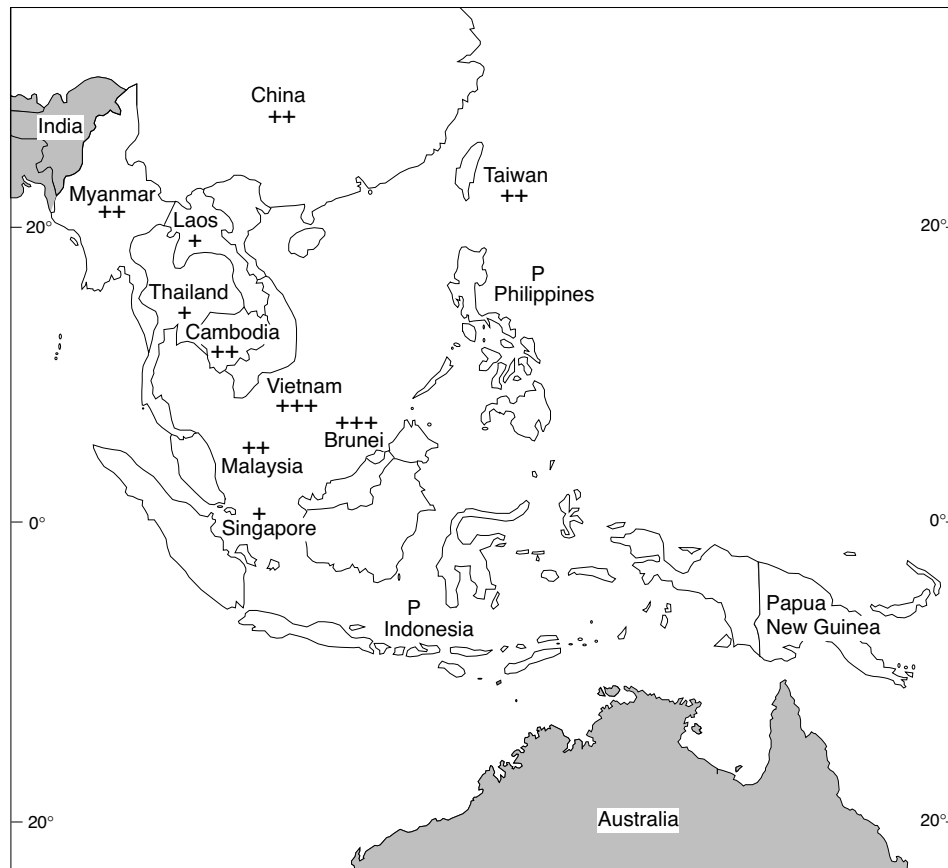 China
++
India
Taiwan
++
Myanmar
++
Laos
+
20°
20°
P
Philippines
Thailand
+
Cambodia
++
Vietnam
+++
+++
Brunei
++
Malaysia
+
Singapore
0°
0°
P
Indonesia
Papua
New Guinea
Australia
20°
20°